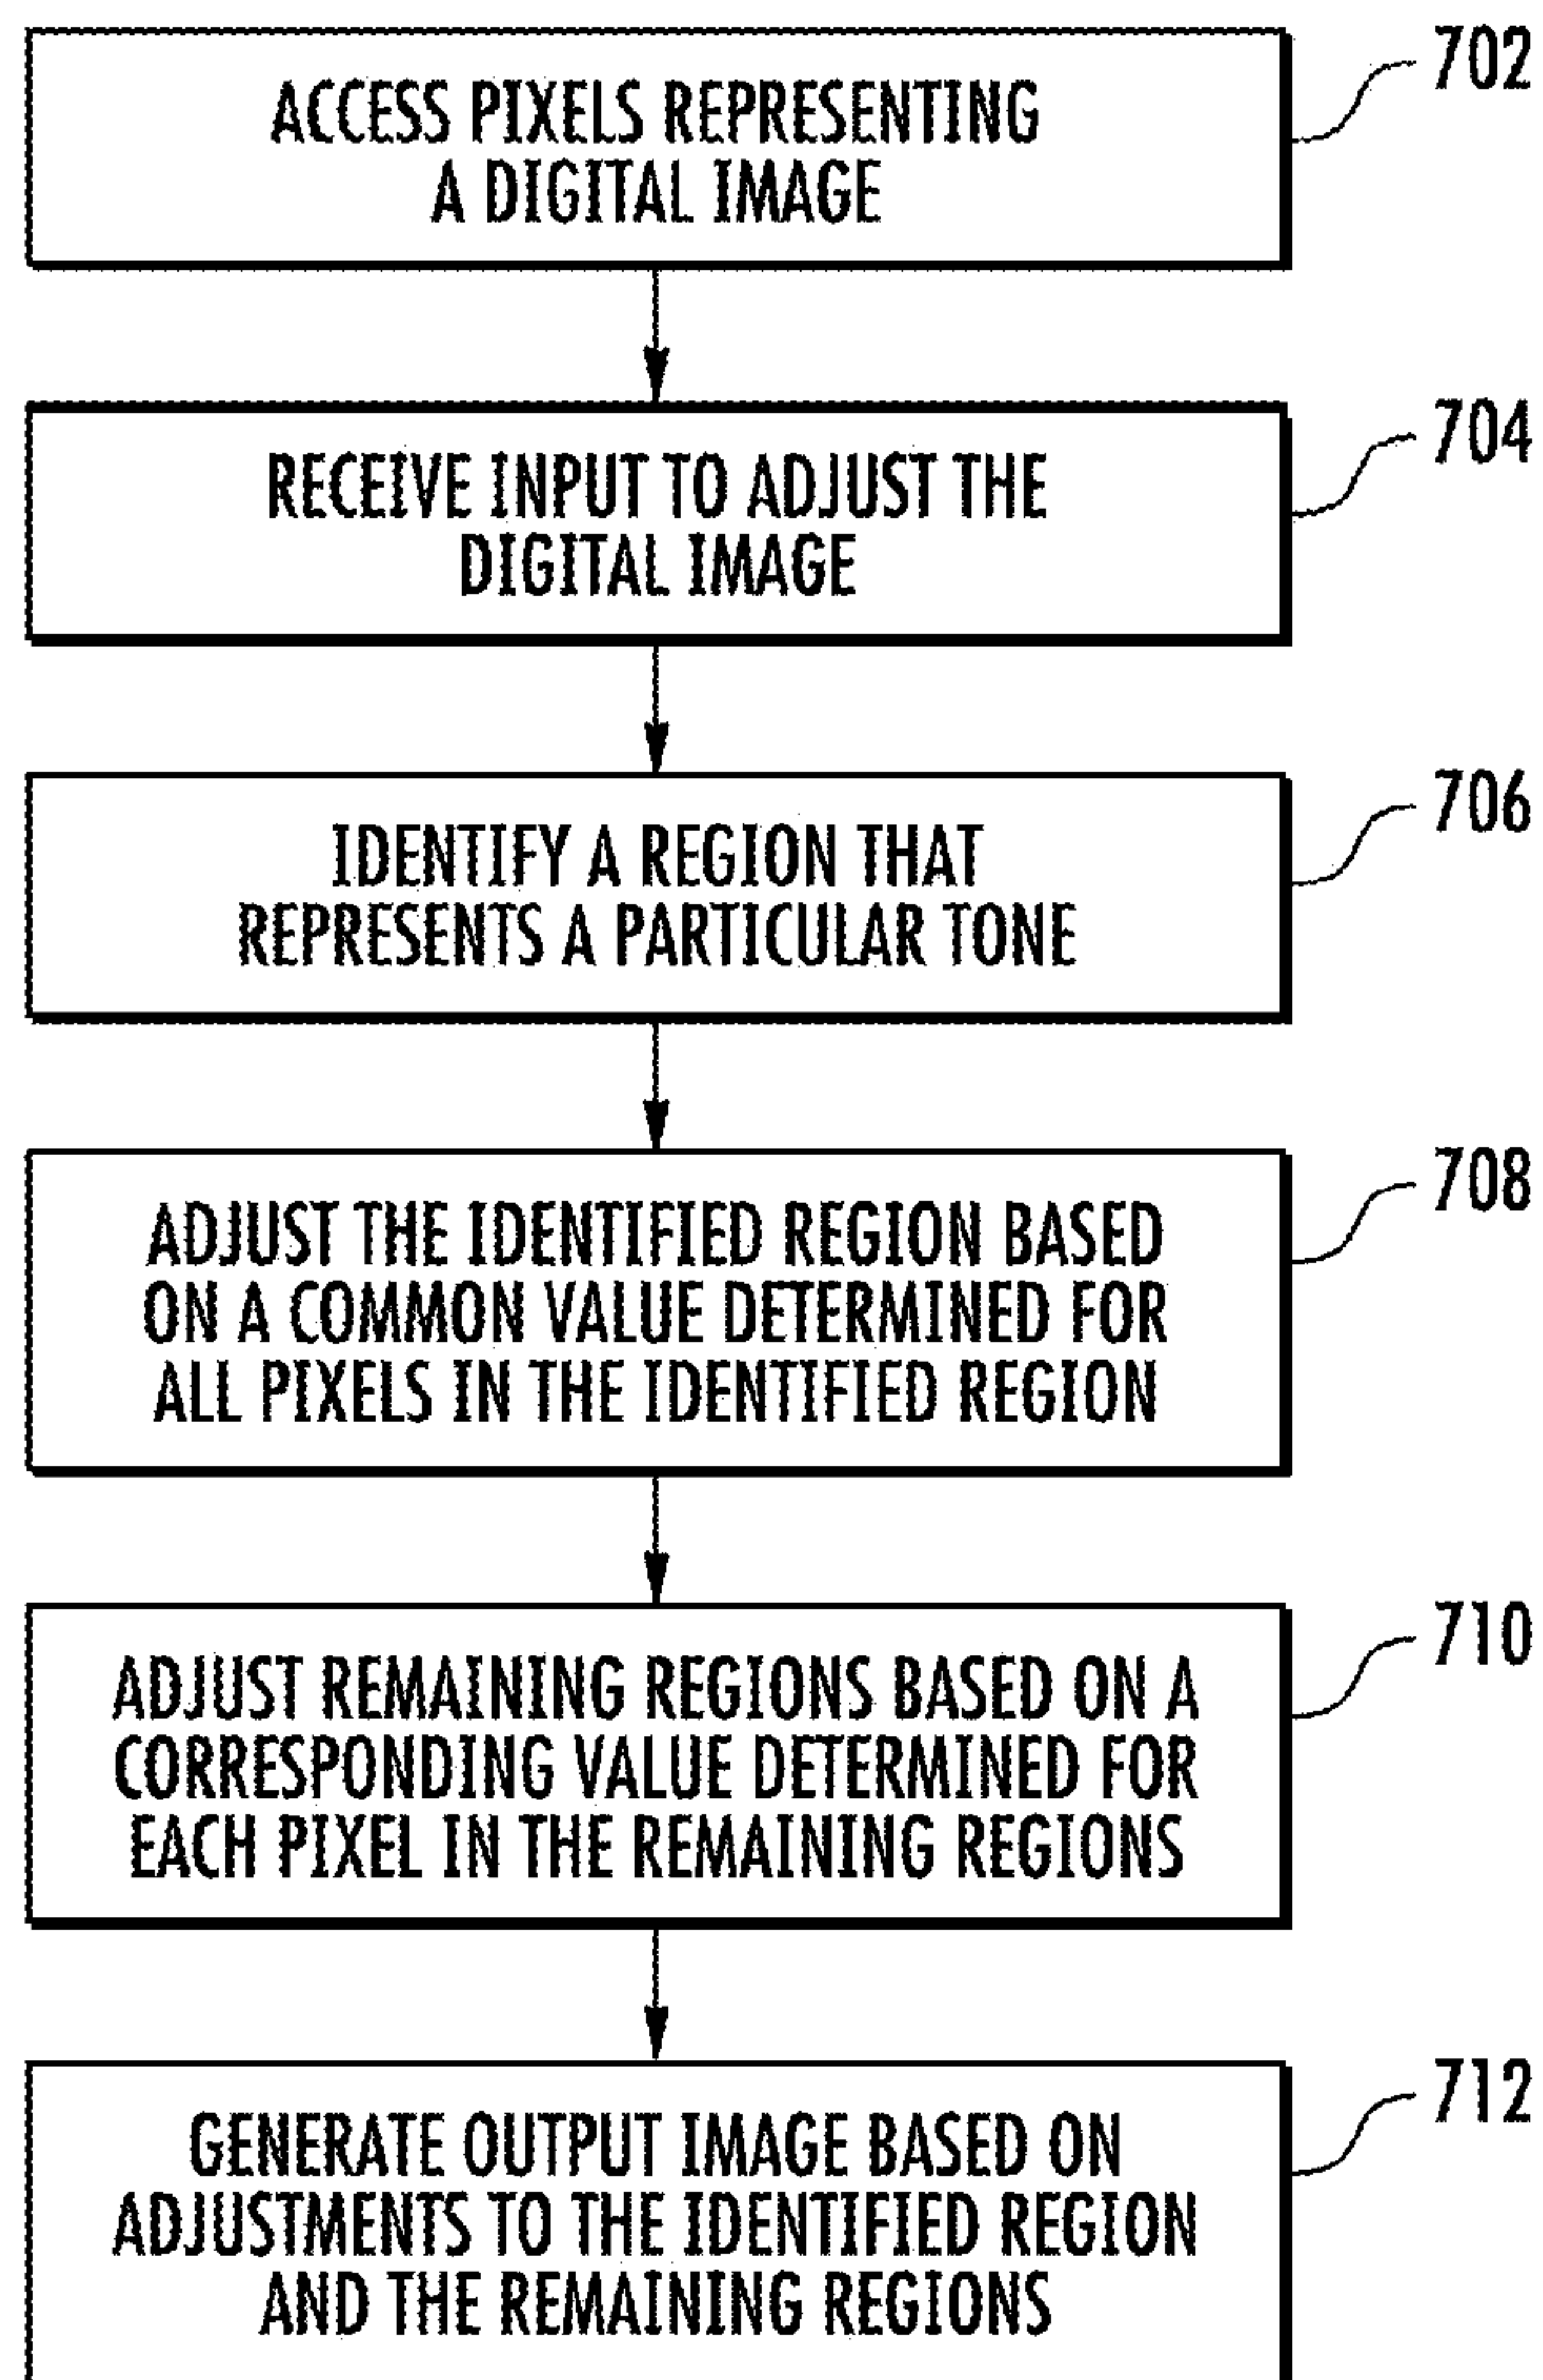 702
ACCESS PIXELS REPRESENTING
A DIGITAL IMAGE
704
RECEIVE INPUT TO ADJUST THE
DIGITAL IMAGE
706
IDENTIFY A REGION THAT
REPRESENTS A PARTICULAR TONE
708
ADJUST THE IDENTIFIED REGION BASED
ON A COMMON VALUE DETERMINED FOR
ALL PIXELS IN THE IDENTIFIED REGION
710
ADJUST REMAINING REGIONS BASED ON A
CORRESPONDING VALUE DETERMINED FOR
EACH PIXEL IN THE REMAINING REGIONS
712
GENERATE OUTPUT IMAGE BASED ON
ADJUSTMENTS TO THE IDENTIFIED REGION
AND THE REMAINING REGIONS